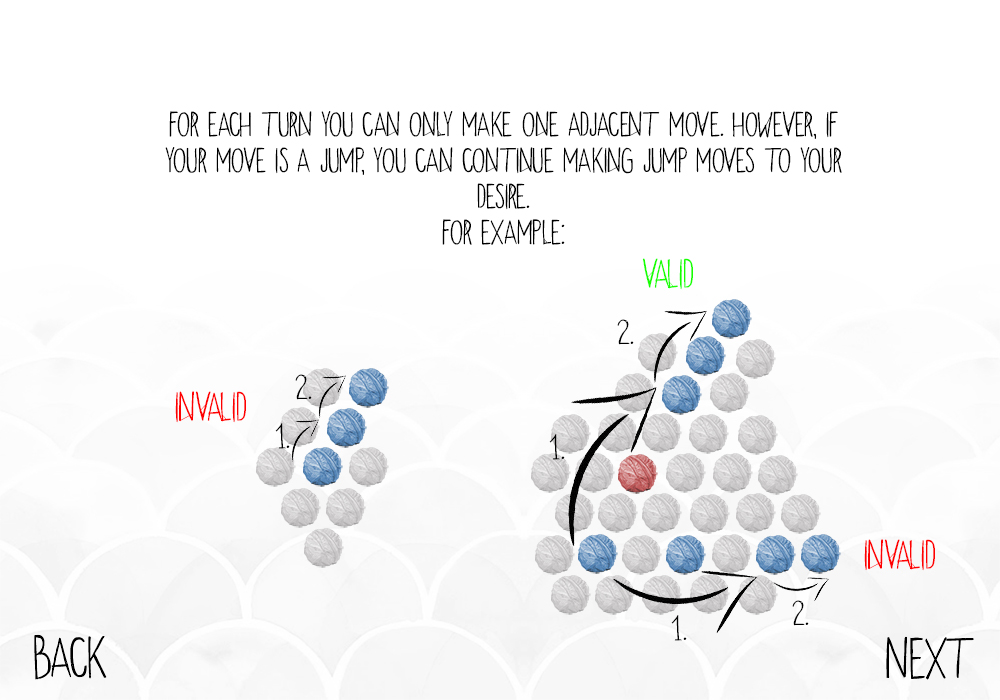 FOR EACH TURN YOU CAN ONLY MAKE ONE ADJACENT MOVE. HOWEVER, IF
YOUR MOVE IS A JUMP, YOU CAN CONTINUE MAKING JUMP MOVES TO YOUR
DESIRE.
FOR EXAMPLE:
VALID
2.
2.
INVALID
1.
1.
INVALID
2.
1.
BACK
NEXT